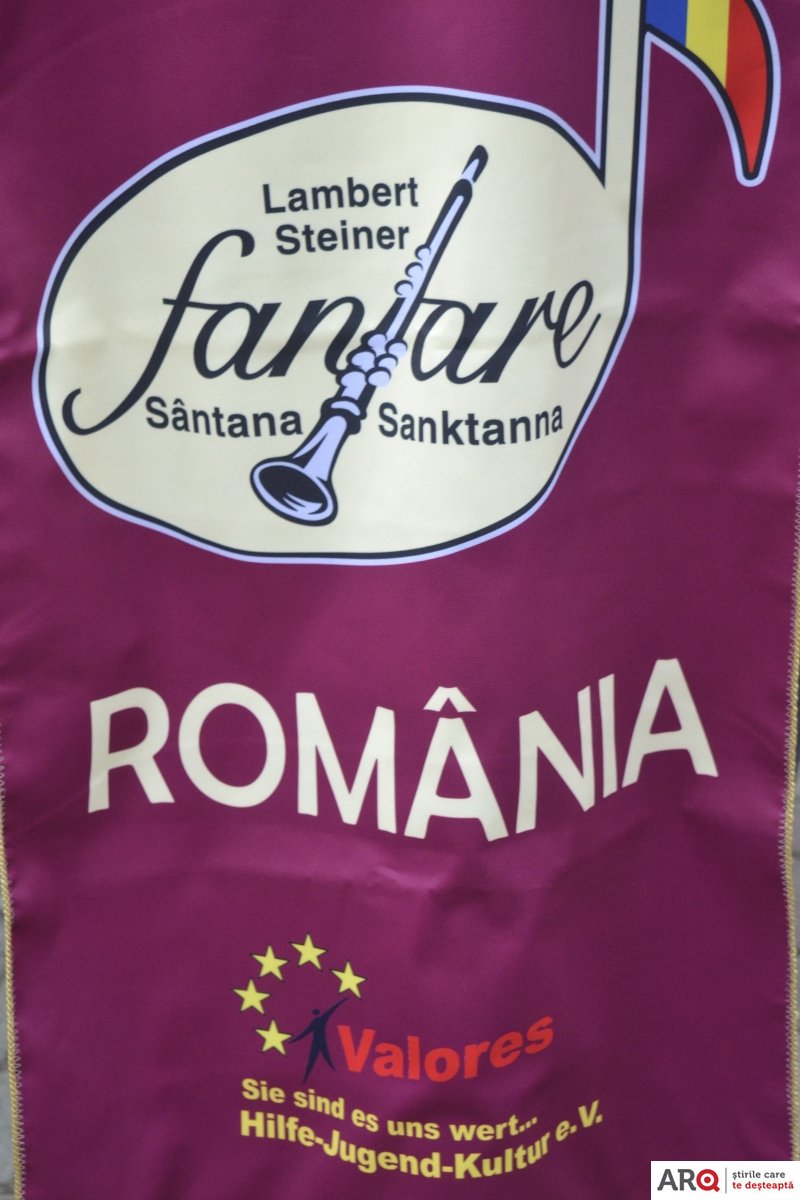 Lambert
Steiner
fanfare
Sântana Sanktanna
ROMÂNIA
Valores
Sie sind es uns wert...
Hilfe-Jugend-Kultur e.V.
ARQ știrile care
te deșteaptă